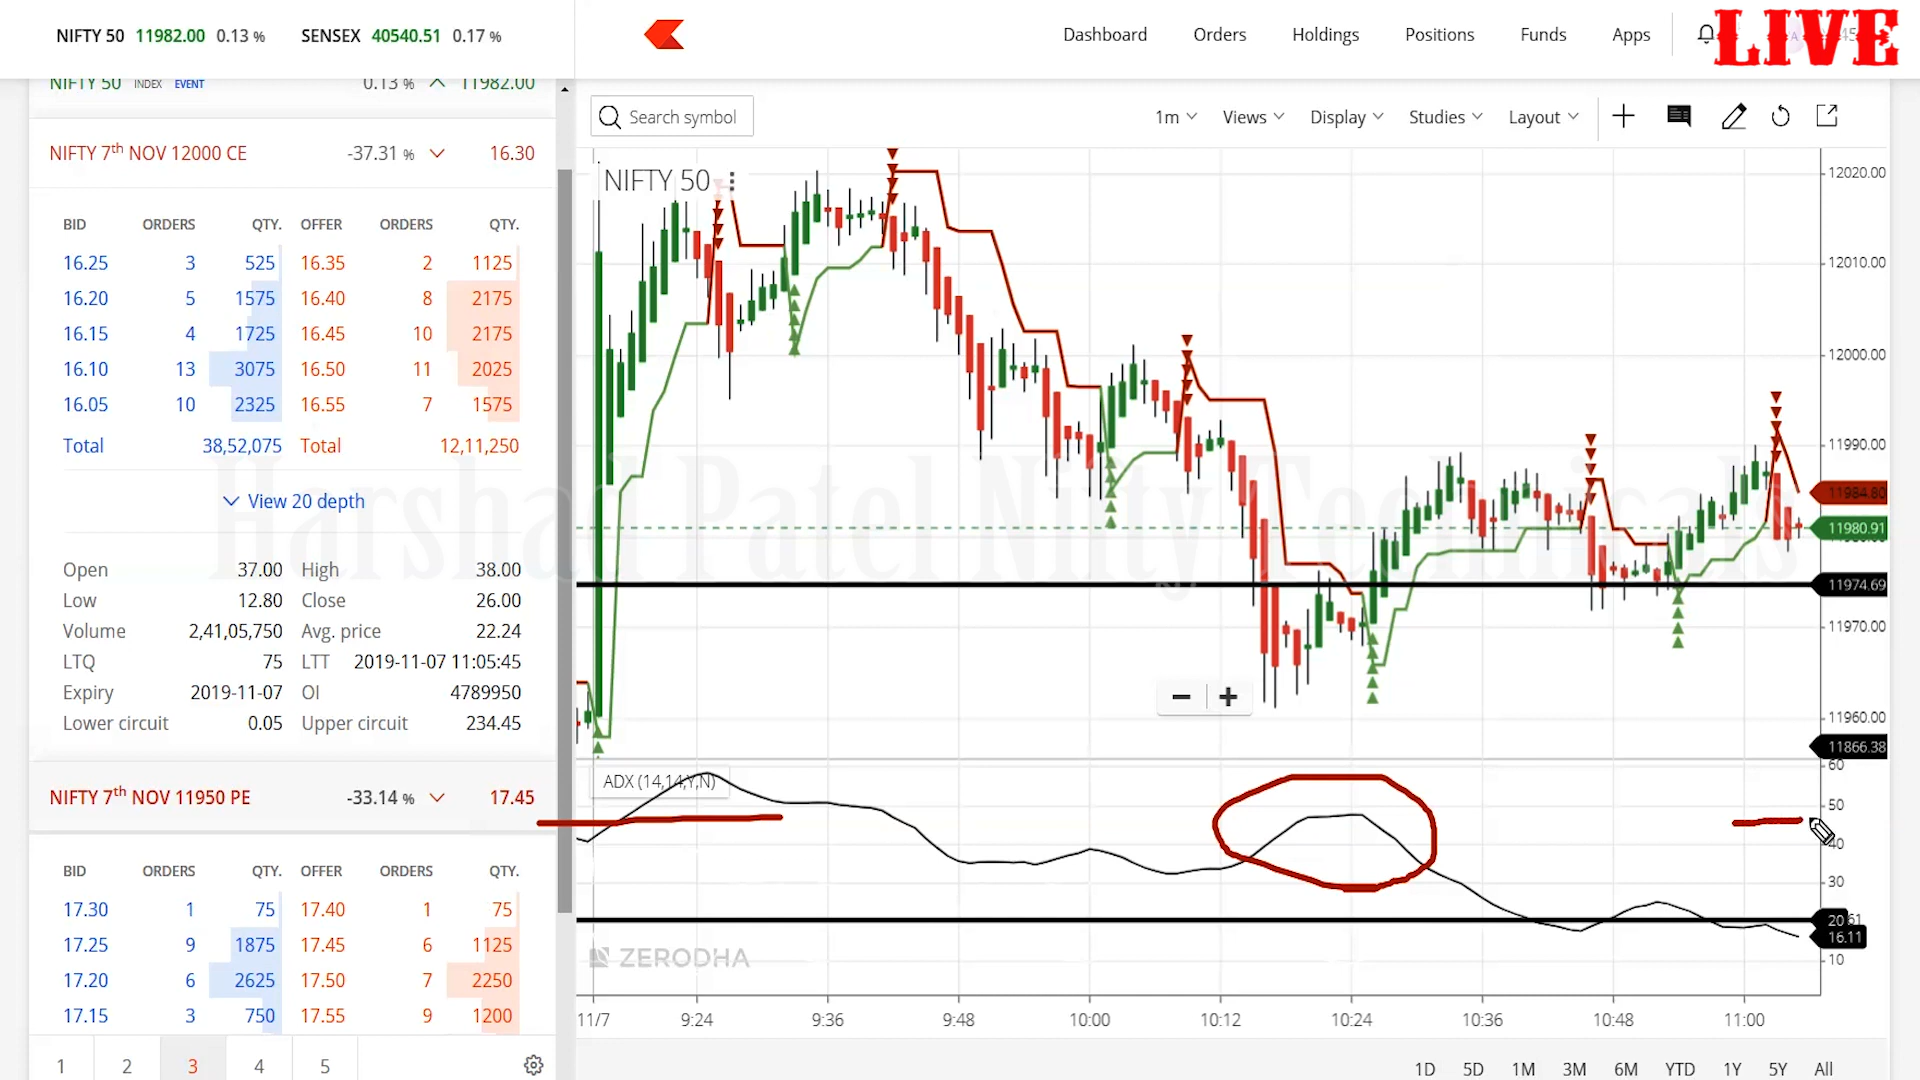 NIFTY 50 11982.00 0.13 % SENSEX 40540.51 0.17 %
Dashboard Orders Holdings Positions Funds Apps
LIVE
NIFTY 50 INDEX EVENT 0.13 % 11982.00
NIFTY 7th NOV 12000 CE -37.31 % 16.30
BID ORDERS QTY. OFFER ORDERS QTY.
16.25 3 525 16.35 2 1125
16.20 5 1575 16.40 8 2175
16.15 4 1725 16.45 10 2175
16.10 13 3075 16.50 11 2025
16.05 10 2325 16.55 7 1575
Total 38,52,075 Total 12,11,250
View 20 depth
Open 37.00 High 38.00
Low 12.80 Close 26.00
Volume 2,41,05,750 Avg. price 22.24
LTQ 75 LTT 2019-11-07 11:05:45
Expiry 2019-11-07 OI 4789950
Lower circuit 0.05 Upper circuit 234.45
NIFTY 7th NOV 11950 PE -33.14 % 17.45
BID ORDERS QTY. OFFER ORDERS QTY.
17.30 1 75 17.40 1 75
17.25 9 1875 17.45 6 1125
17.20 6 2625 17.50 7 2250
17.15 3 750 17.55 9 1200
1 2 3 4 5
Search symbol 1m Views Display Studies Layout
NIFTY 50
Harshad Patel Nifty Technicals
12020.00
12010.00
12000.00
11990.00
11984.80
11980.91
11974.69
11970.00
11960.00
11866.38
ADX (14,14,Y,N)
60
50
40
30
16.11
10
ZERODHA
11/7 9:24 9:36 9:48 10:00 10:12 10:24 10:36 10:48 11:00
1D 5D 1M 3M 6M YTD 1Y 5Y All